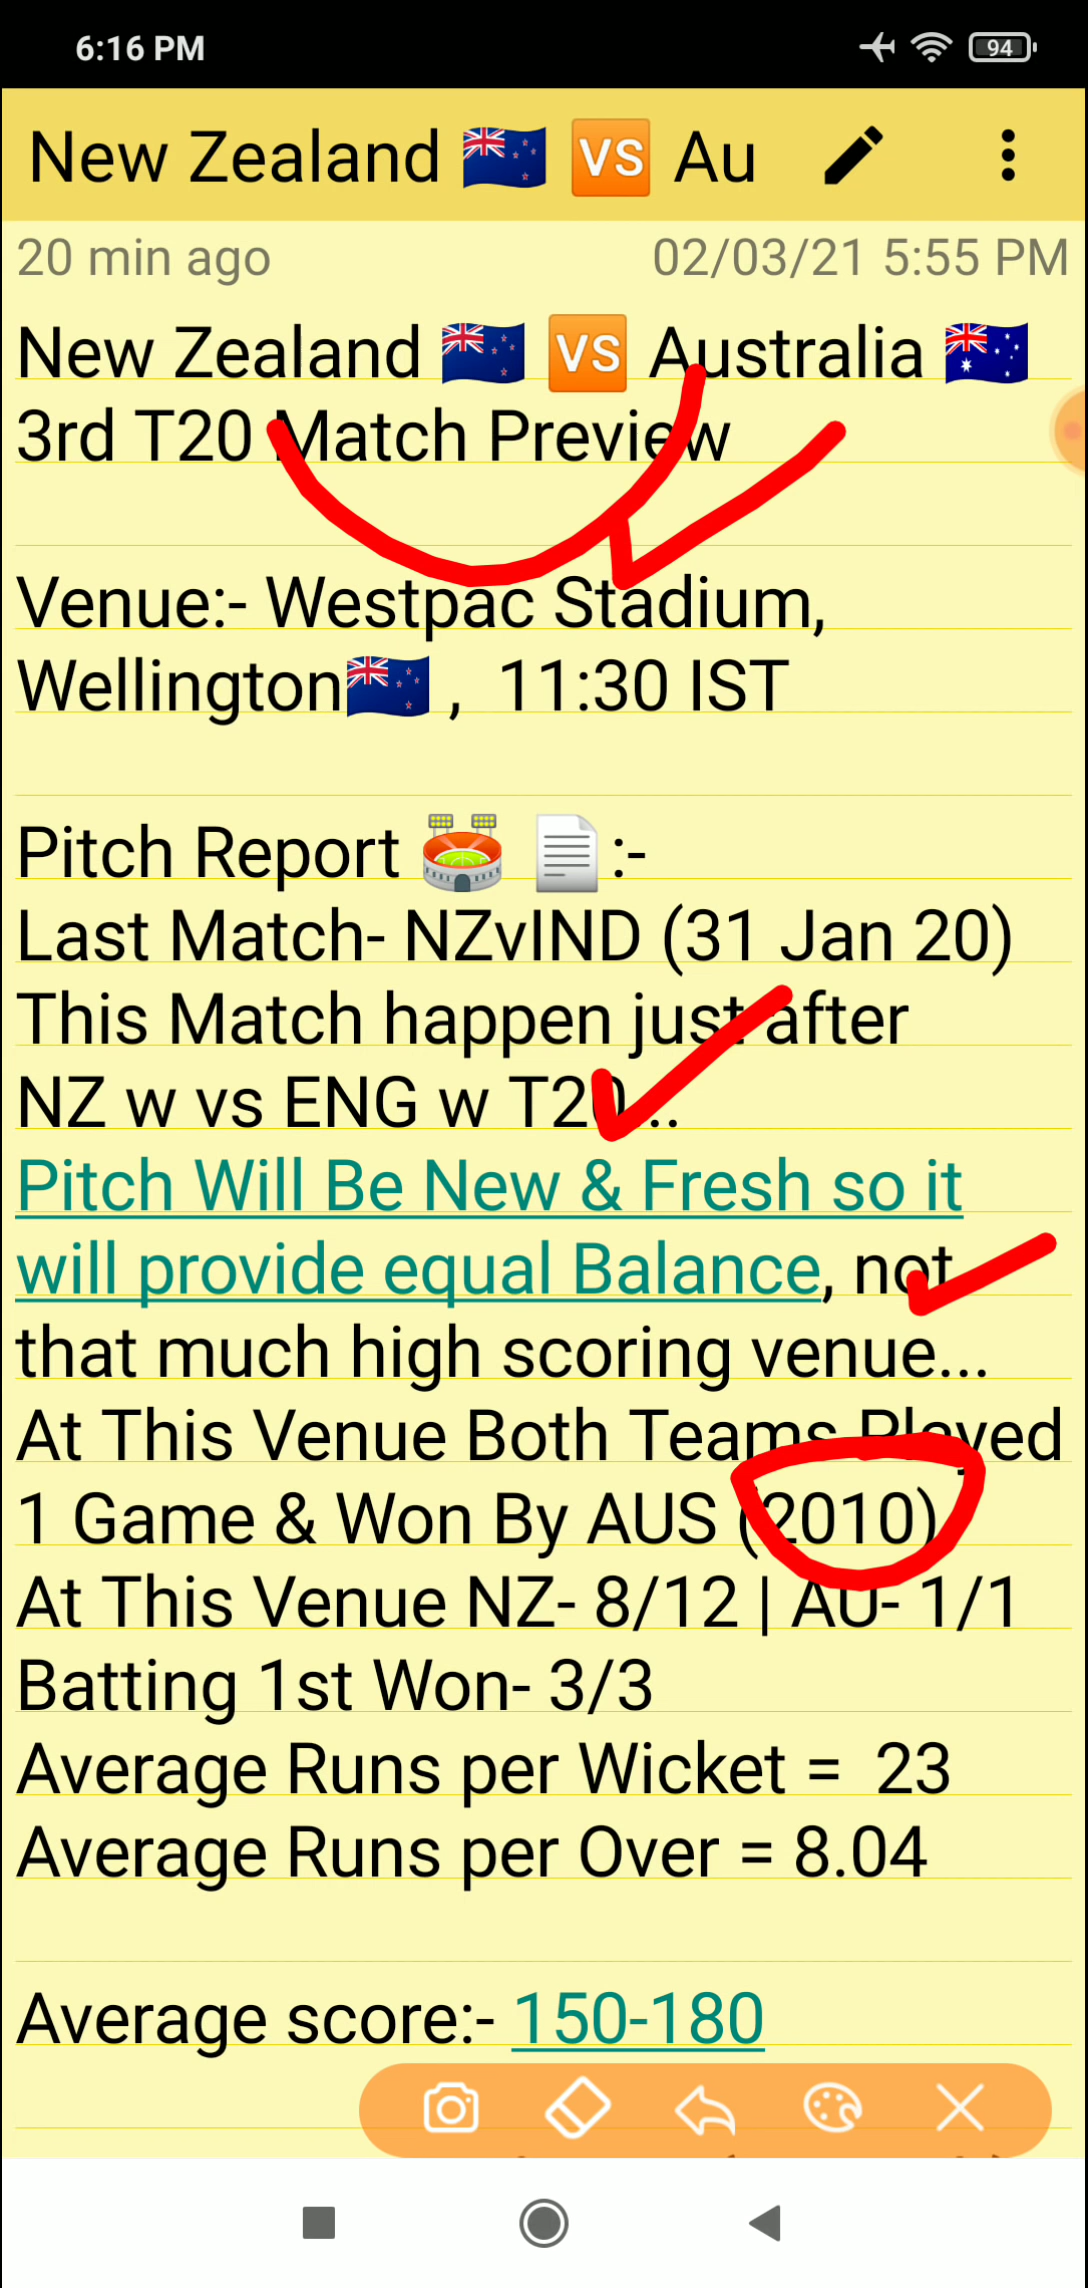 6:16 PM
94
New Zealand 🇳🇿 🆚 Au
20 min ago 02/03/21 5:55 PM
New Zealand 🇳🇿 🆚 Australia 🇦🇺
3rd T20 Match Preview
Venue:- Westpac Stadium,
Wellington🇳🇿 , 11:30 IST
Pitch Report 🏟️ 📄:-
Last Match- NZvIND (31 Jan 20)
This Match happen just after
NZ w vs ENG w T20...
Pitch Will Be New & Fresh so it
will provide equal Balance, not
that much high scoring venue...
At This Venue Both Teams Played
1 Game & Won By AUS (2010)
At This Venue NZ- 8/12 | AU- 1/1
Batting 1st Won- 3/3
Average Runs per Wicket = 23
Average Runs per Over = 8.04
Average score:- 150-180